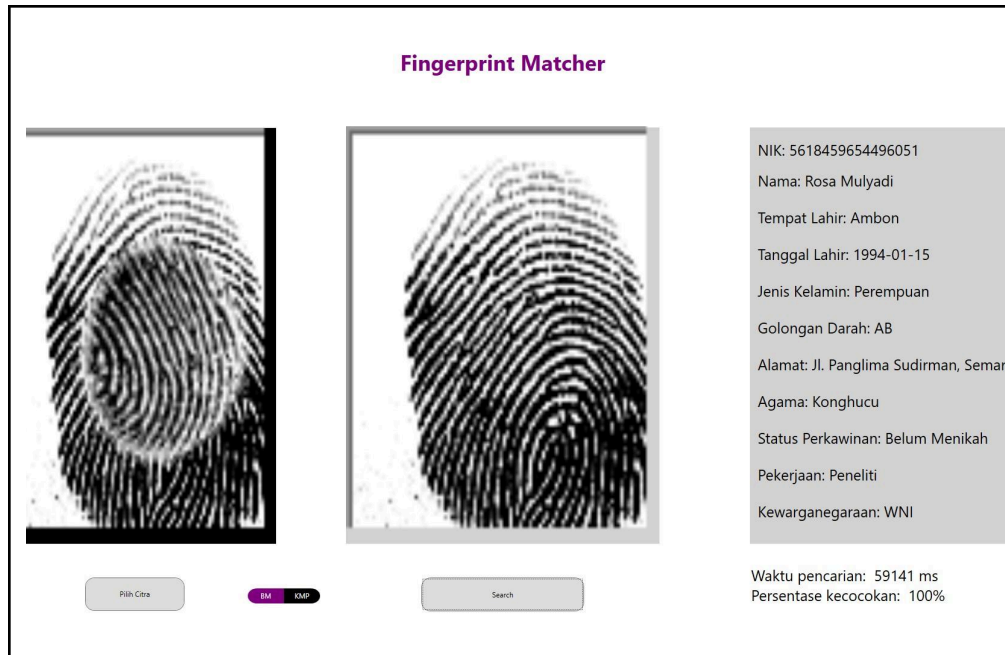 Fingerprint Matcher
NIK: 5618459654496051
Nama: Rosa Mulyadi
Tempat Lahir: Ambon
Tanggal Lahir: 1994-01-15
Jenis Kelamin: Perempuan
Golongan Darah: AB
Alamat: Jl. Panglima Sudirman, Semar
Agama: Konghucu
Status Perkawinan: Belum Menikah
Pekerjaan: Peneliti
Kewarganegaraan: WNI
Pilih Citra
BM KMP
Search
Waktu pencarian: 59141 ms
Persentase kecocokan: 100%